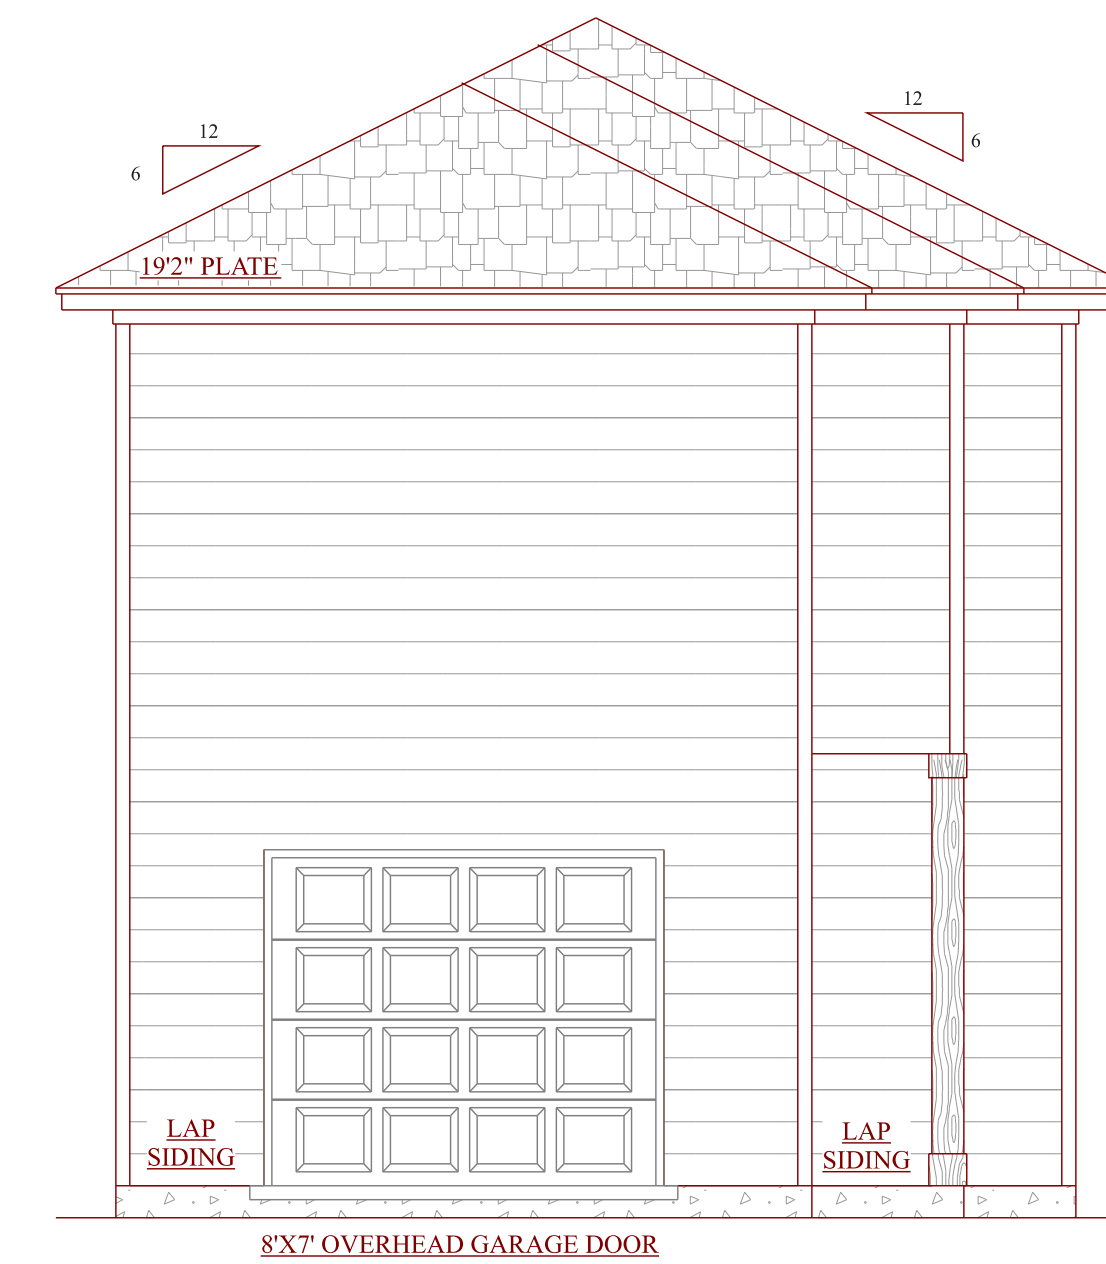 12
12
6
6
19'2" PLATE
LAP
SIDING
LAP
SIDING
8'X7' OVERHEAD GARAGE DOOR